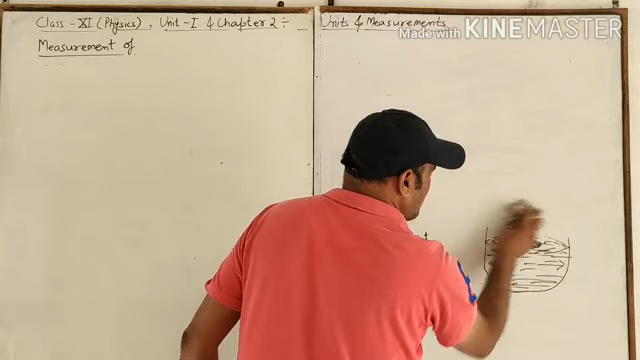 Class - XI (Physics), Unit - I & Chapter 2 ÷ Units & Measurements
Made with KINEMASTER
Measurement of